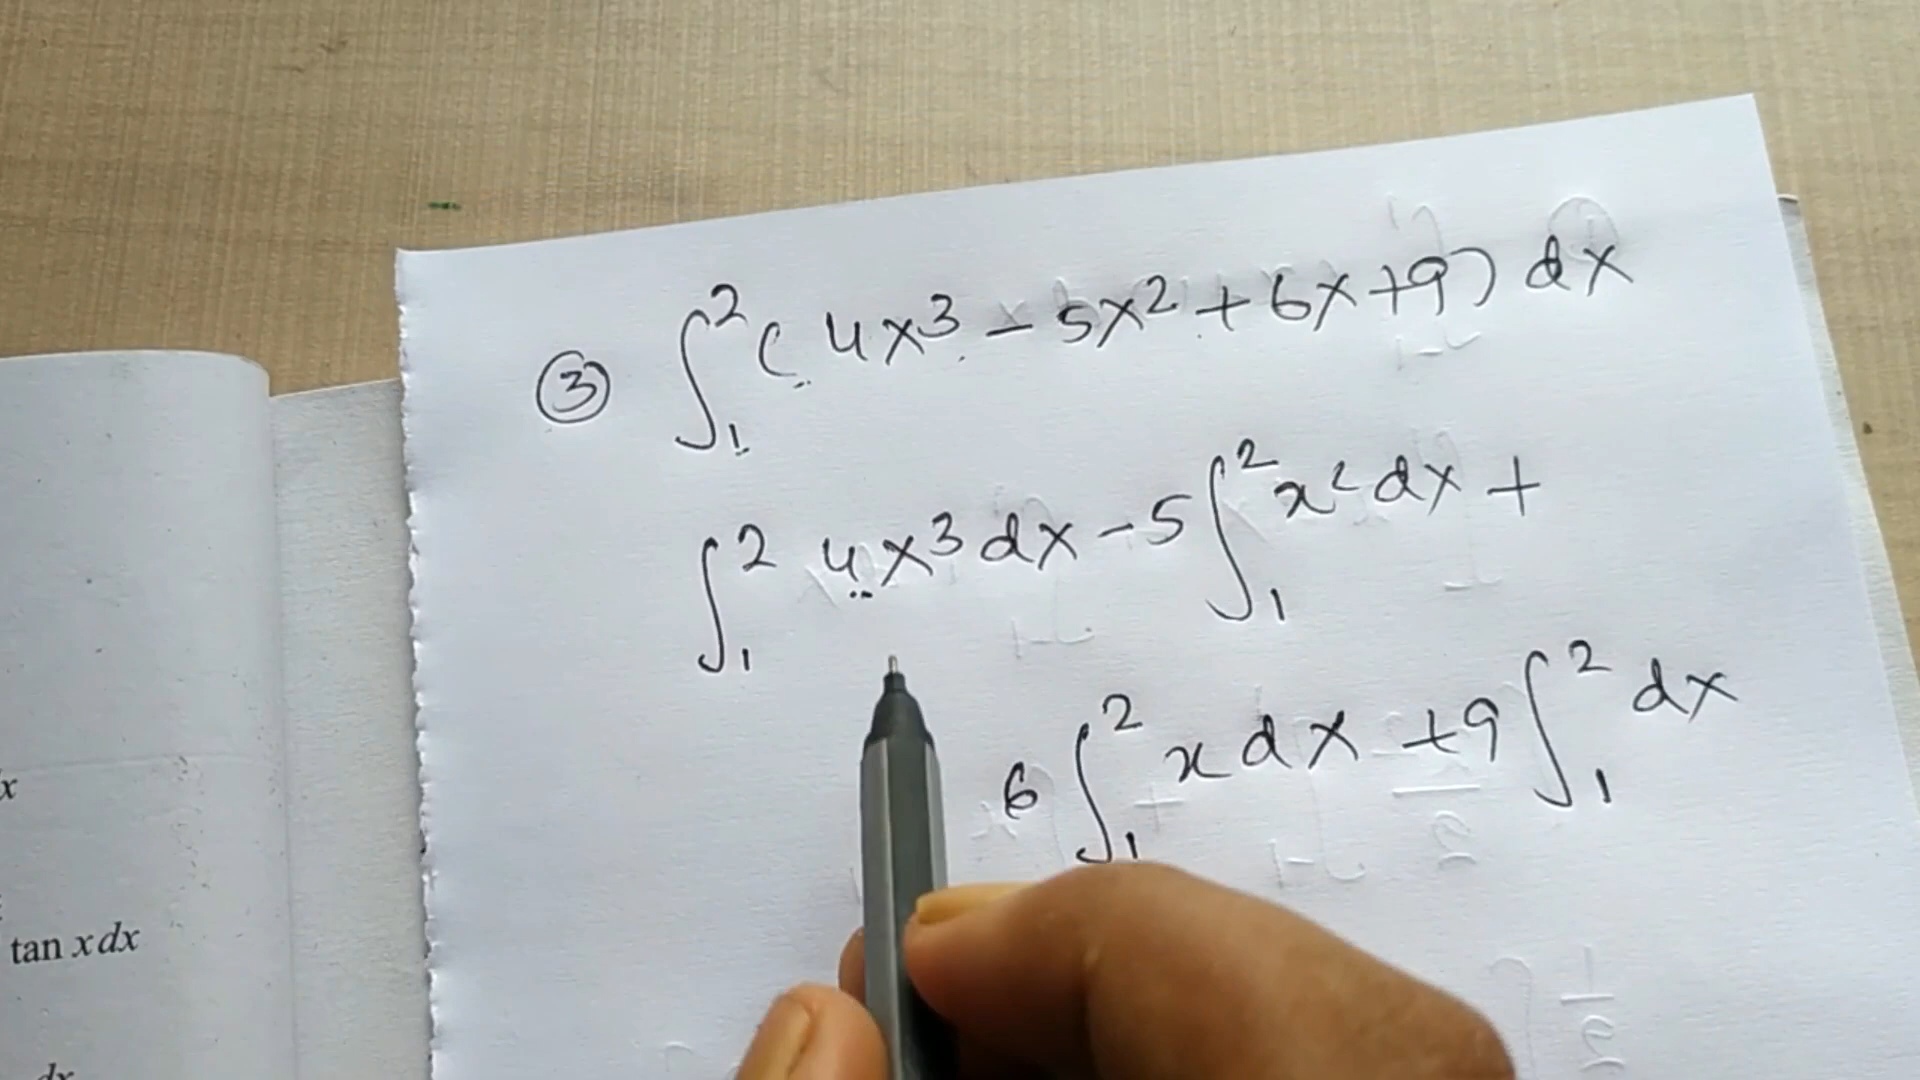 ③ ∫₁² (4x³ - 5x² + 6x + 9) dx
∫₁² 4x³ dx - 5 ∫₁² x² dx +
6 ∫₁² x dx + 9 ∫₁² dx
x
tan x dx
dx